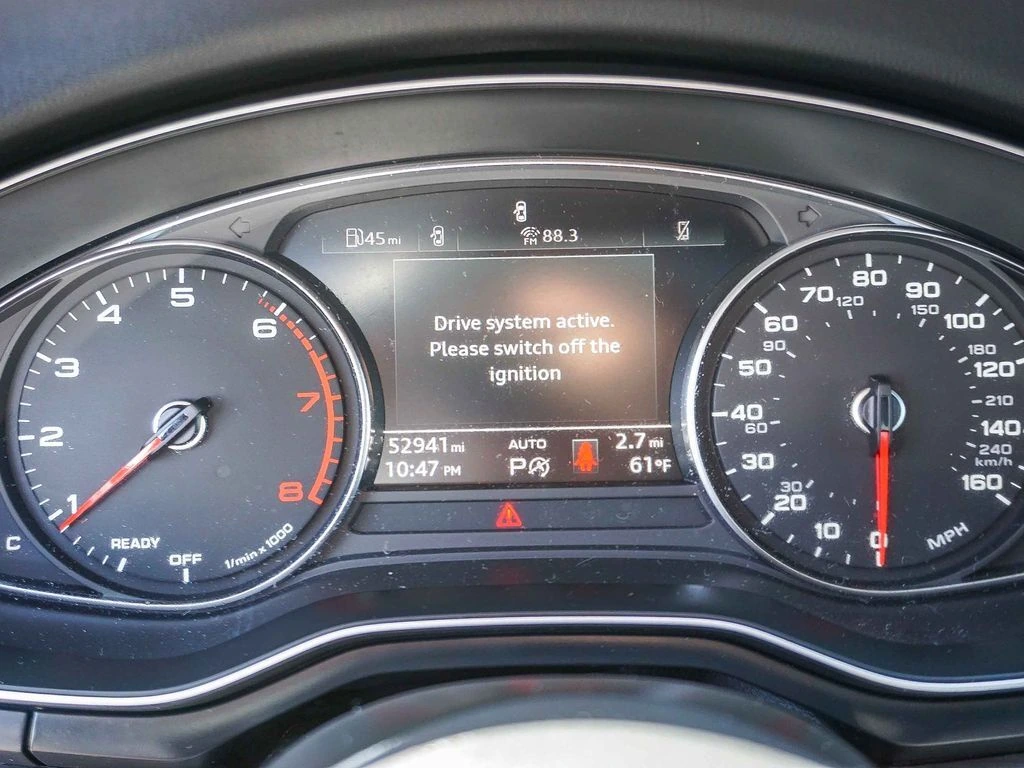 45 mi
FM 88.3
Drive system active.
Please switch off the
ignition
52941 mi
AUTO
2.7 mi
10:47 PM
P
61°F
1
2
3
4
5
6
7
8
READY
OFF
1/min x 1000
C
0
10
20
30
40
50
60
70
80
90
100
120
140
160
MPH
30
60
90
120
150
180
210
240
km/h